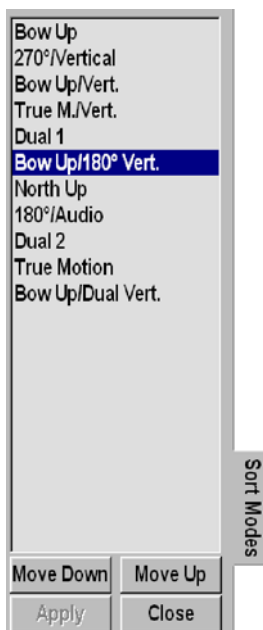 Bow Up
270°/Vertical
Bow Up/Vert.
True M./Vert.
Dual 1
Bow Up/180° Vert.
North Up
180°/Audio
Dual 2
True Motion
Bow Up/Dual Vert.
Sort Modes
Move Down Move Up
Apply Close